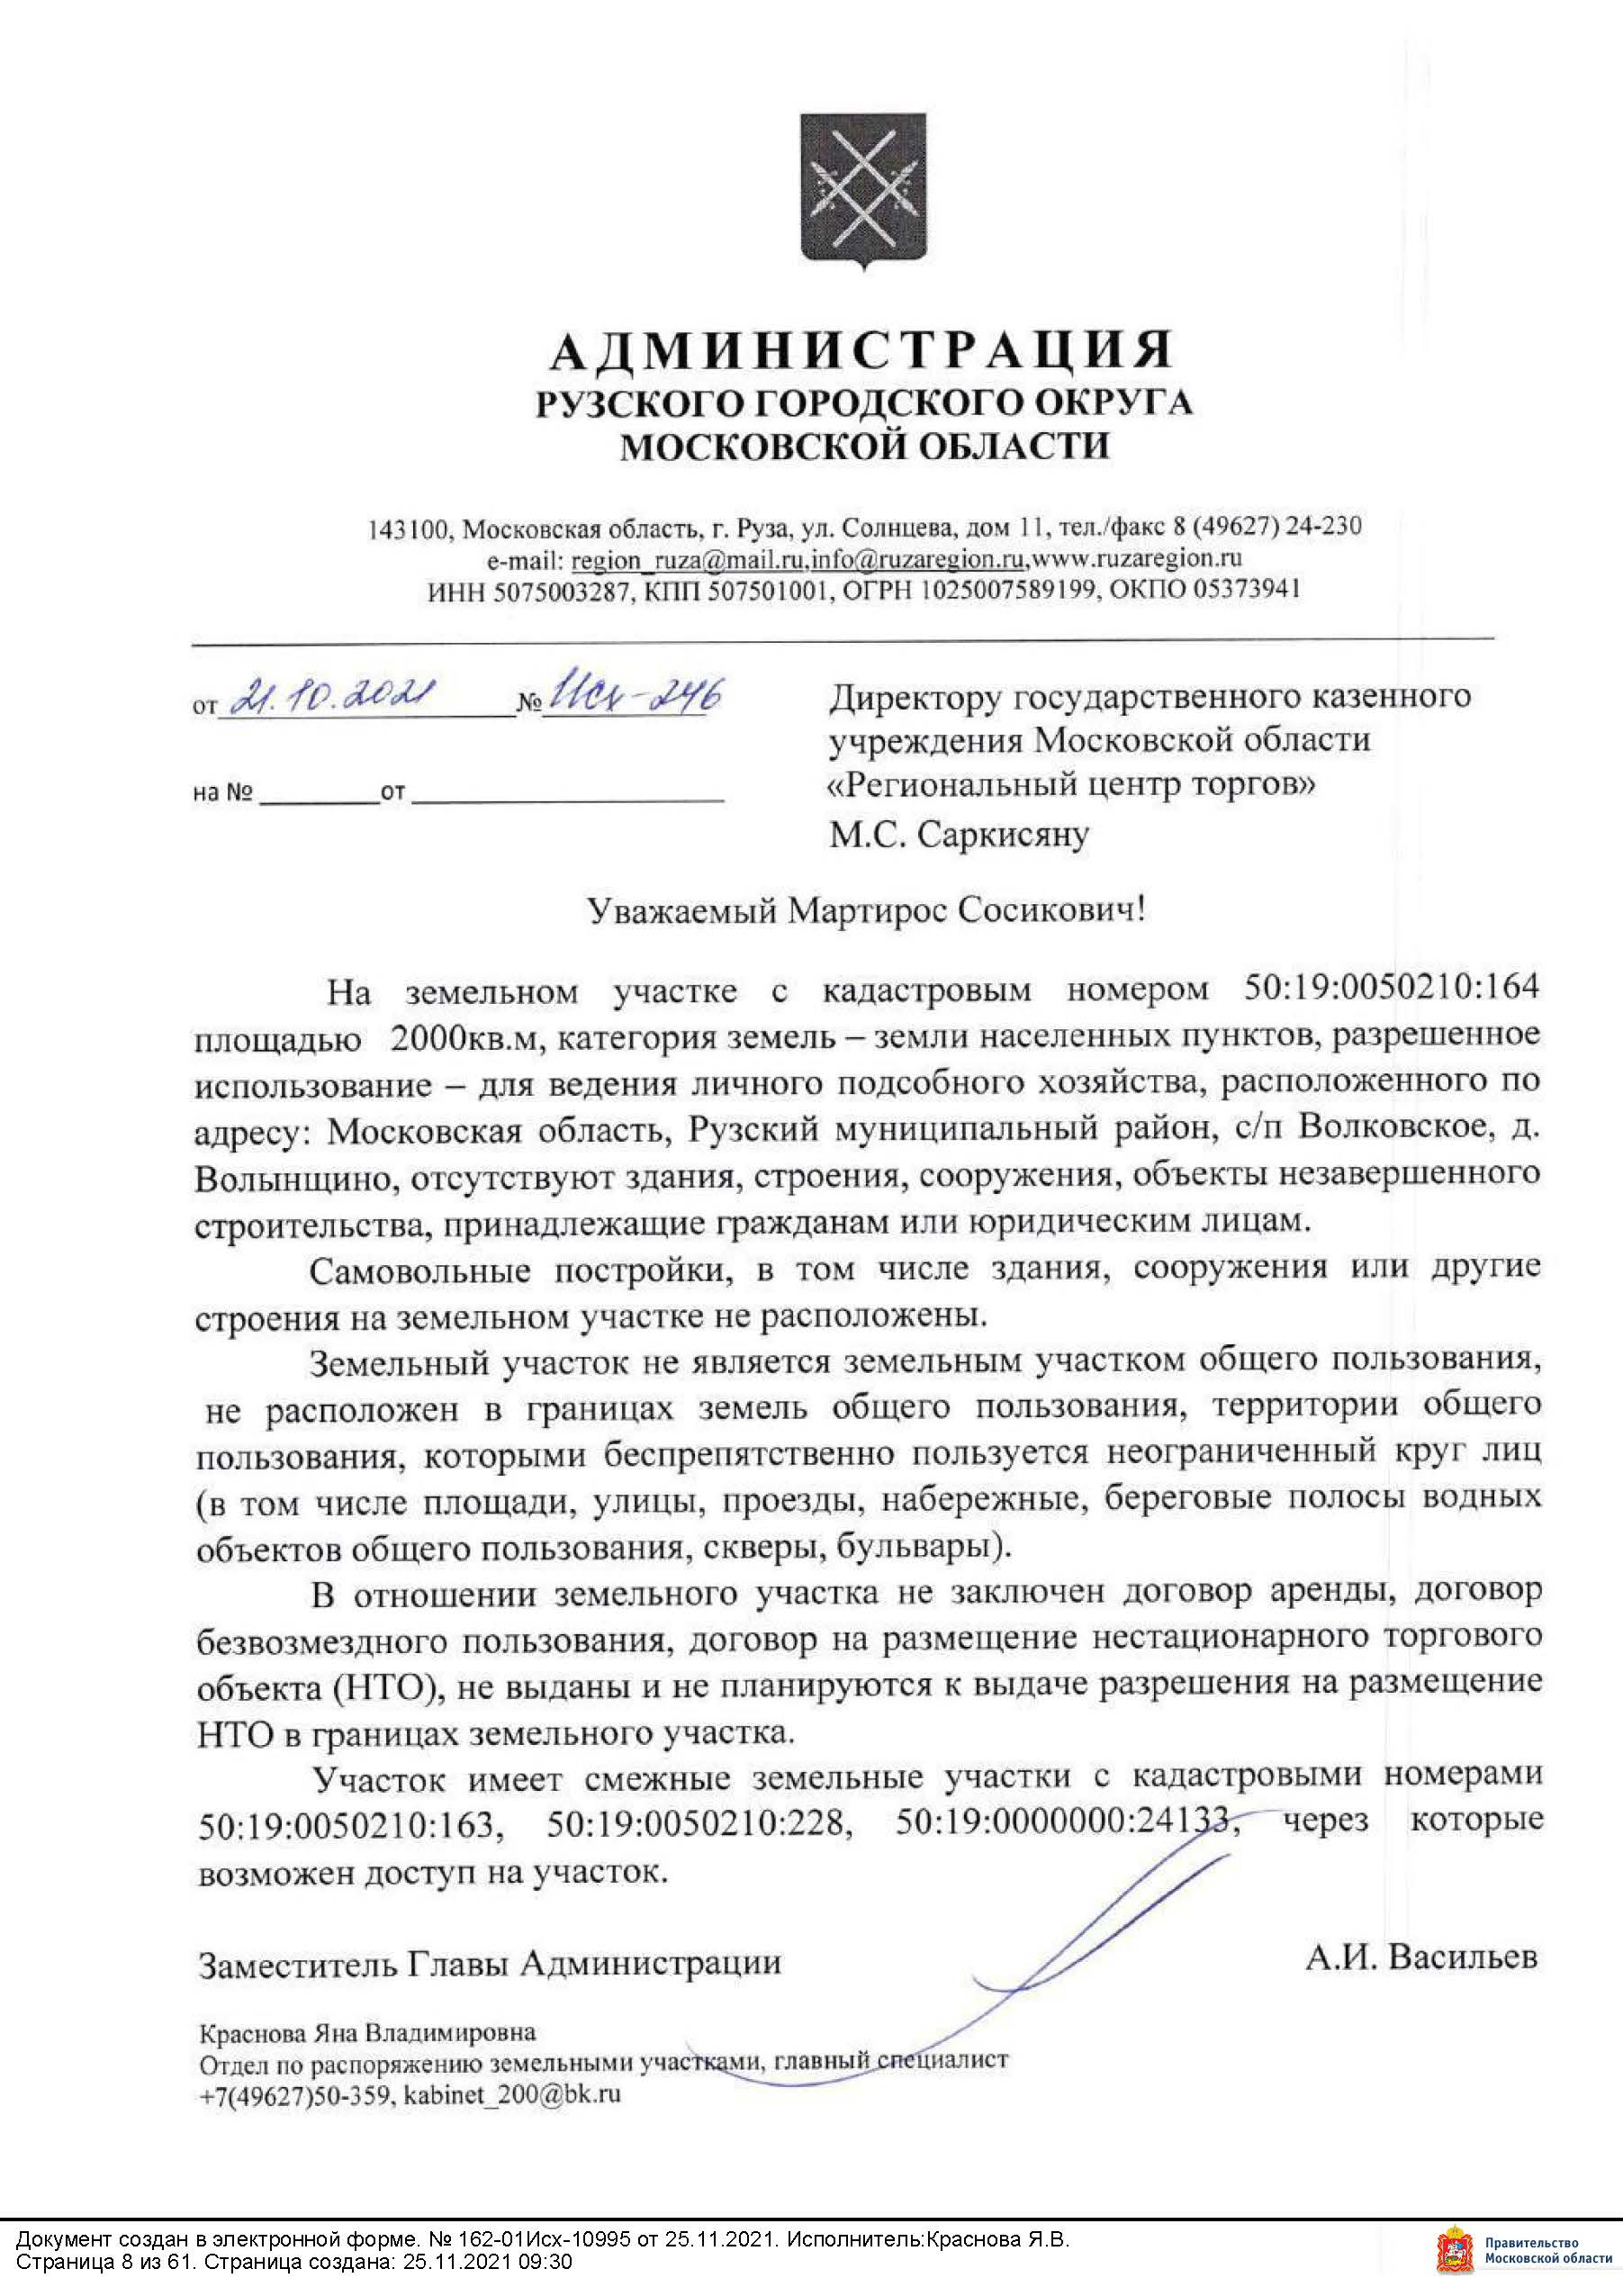 АДМИНИСТРАЦИЯ
РУЗСКОГО ГОРОДСКОГО ОКРУГА
МОСКОВСКОЙ ОБЛАСТИ
143100, Московская область, г. Руза, ул. Солнцева, дом 11, тел./факс 8 (49627) 24-230
e-mail: region_ruza@mail.ru,info@ruzaregion.ru,www.ruzaregion.ru
ИНН 5075003287, КПП 507501001, ОГРН 1025007589199, ОКПО 05373941
от 21.10.2021 № Исх-246
на № ________от ________________
Директору государственного казенного
учреждения Московской области
«Региональный центр торгов»
М.С. Саркисяну
Уважаемый Мартирос Сосикович!
На земельном участке с кадастровым номером 50:19:0050210:164
площадью 2000кв.м, категория земель – земли населенных пунктов, разрешенное
использование – для ведения личного подсобного хозяйства, расположенного по
адресу: Московская область, Рузский муниципальный район, с/п Волковское, д.
Волынщино, отсутствуют здания, строения, сооружения, объекты незавершенного
строительства, принадлежащие гражданам или юридическим лицам.
Самовольные постройки, в том числе здания, сооружения или другие
строения на земельном участке не расположены.
Земельный участок не является земельным участком общего пользования,
не расположен в границах земель общего пользования, территории общего
пользования, которыми беспрепятственно пользуется неограниченный круг лиц
(в том числе площади, улицы, проезды, набережные, береговые полосы водных
объектов общего пользования, скверы, бульвары).
В отношении земельного участка не заключен договор аренды, договор
безвозмездного пользования, договор на размещение нестационарного торгового
объекта (НТО), не выданы и не планируются к выдаче разрешения на размещение
НТО в границах земельного участка.
Участок имеет смежные земельные участки с кадастровыми номерами
50:19:0050210:163, 50:19:0050210:228, 50:19:0000000:24133, через которые
возможен доступ на участок.
Заместитель Главы Администрации А.И. Васильев
Краснова Яна Владимировна
Отдел по распоряжению земельными участками, главный специалист
+7(49627)50-359, kabinet_200@bk.ru
Документ создан в электронной форме. № 162-01Исх-10995 от 25.11.2021. Исполнитель:Краснова Я.В.
Страница 8 из 61. Страница создана: 25.11.2021 09:30
Правительство
Московской области